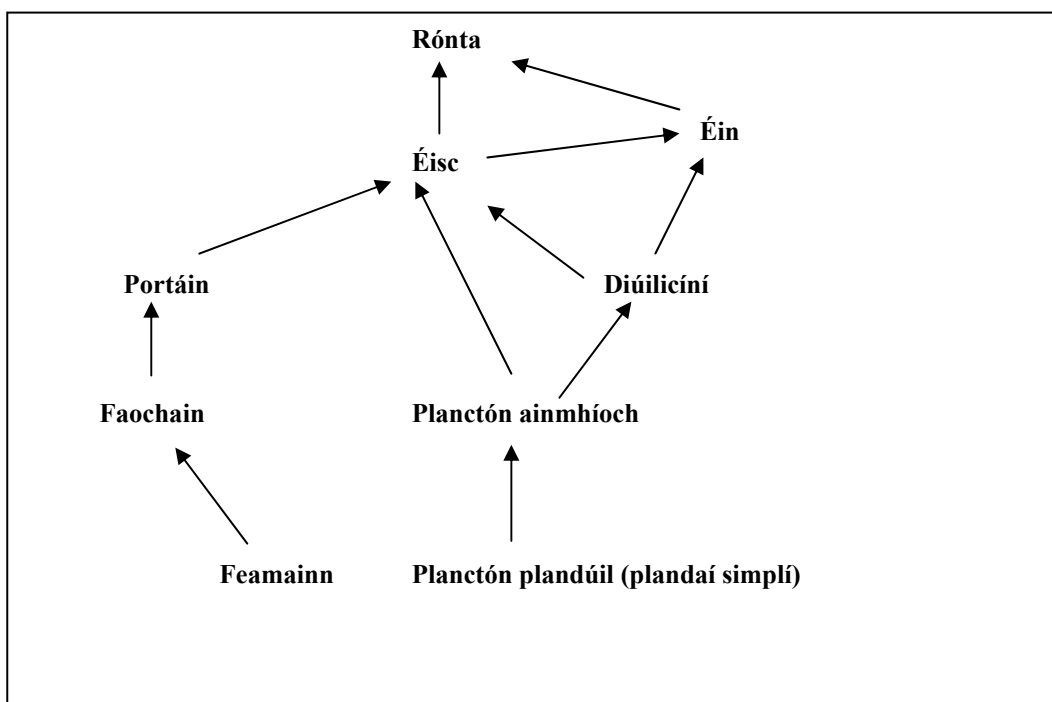 Rónta
Éin
Éisc
Portáin
Diúilicíní
Faochain
Planctón ainmhíoch
Feamainn
Planctón plandúil (plandaí simplí)